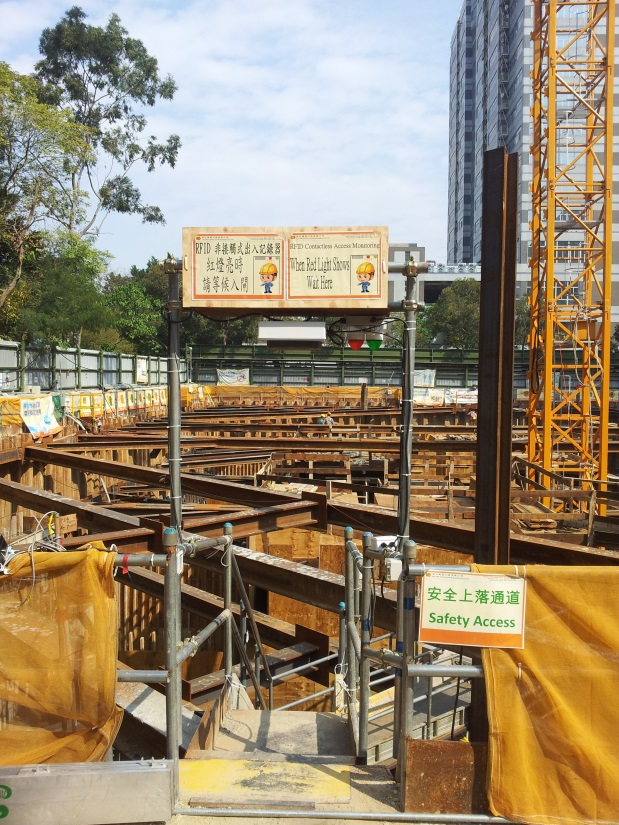 RFID 非接觸式出入記錄器
紅燈亮時
請等候入閘
RFID Contactless Access Monitoring
When Red Light Shows
Wait Here
安全上落通道
Safety Access